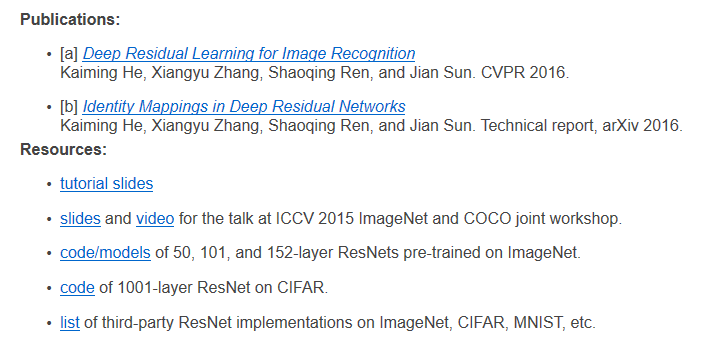 Publications:
• [a] Deep Residual Learning for Image Recognition
Kaiming He, Xiangyu Zhang, Shaoqing Ren, and Jian Sun. CVPR 2016.
• [b] Identity Mappings in Deep Residual Networks
Kaiming He, Xiangyu Zhang, Shaoqing Ren, and Jian Sun. Technical report, arXiv 2016.
Resources:
• tutorial slides
• slides and video for the talk at ICCV 2015 ImageNet and COCO joint workshop.
• code/models of 50, 101, and 152-layer ResNets pre-trained on ImageNet.
• code of 1001-layer ResNet on CIFAR.
• list of third-party ResNet implementations on ImageNet, CIFAR, MNIST, etc.